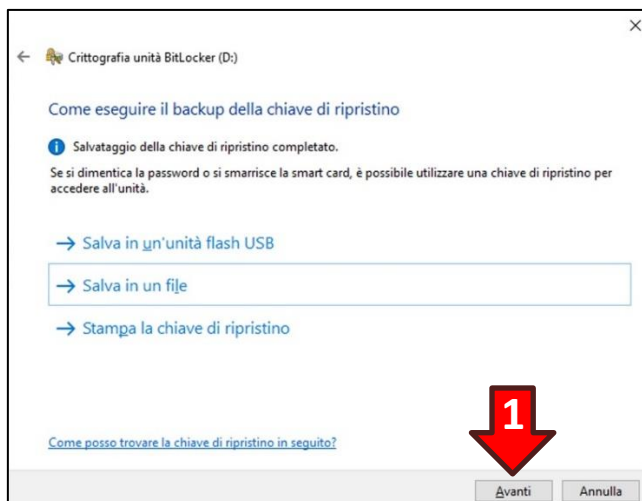 Crittografia unità BitLocker (D:)
Come eseguire il backup della chiave di ripristino
Salvataggio della chiave di ripristino completato.
Se si dimentica la password o si smarrisce la smart card, è possibile utilizzare una chiave di ripristino per
accedere all'unità.
Salva in un'unità flash USB
Salva in un file
Stampa la chiave di ripristino
1
Come posso trovare la chiave di ripristino in seguito?
Avanti Annulla